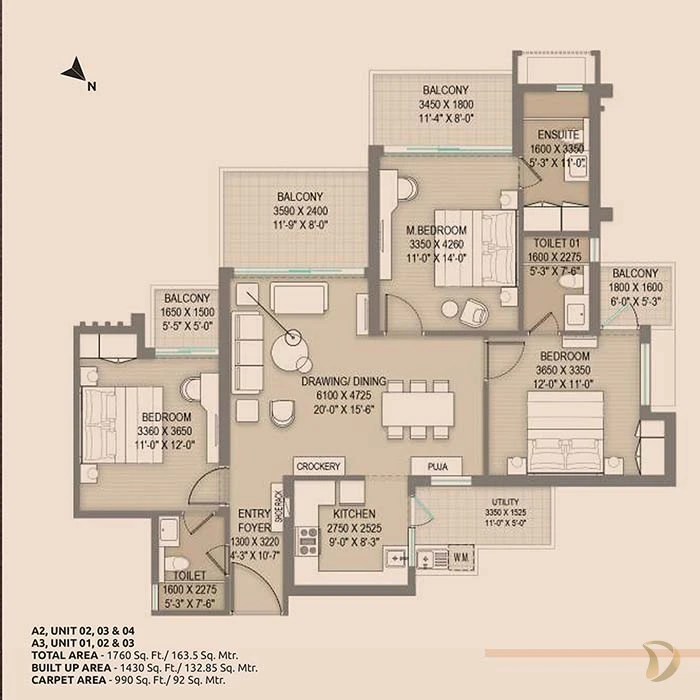 N
BALCONY
3450 X 1800
11'-4" X 8'-0"
ENSUITE
1600 X 3350
5'-3" X 11'-0"
BALCONY
3590 X 2400
11'-9" X 8'-0"
M.BEDROOM
3350 X 4260
11'-0" X 14'-0"
TOILET 01
1600 X 2275
5'-3" X 7'-6"
BALCONY
1800 X 1600
6'-0" X 5'-3"
BALCONY
1650 X 1500
5'-5" X 5'-0"
BEDROOM
3650 X 3350
12'-0" X 11'-0"
DRAWING/ DINING
6100 X 4725
20'-0" X 15'-6"
BEDROOM
3360 X 3650
11'-0" X 12'-0"
CROCKERY
PUJA
SHOE RACK
ENTRY
FOYER
1300 X 3220
4'-3" X 10'-7"
KITCHEN
2750 X 2525
9'-0" X 8'-3"
UTILITY
3350 X 1525
11'-0" X 5'-0"
W.M.
TOILET
1600 X 2275
5'-3" X 7'-6"
A2, UNIT 02, 03 & 04
A3, UNIT 01, 02 & 03
TOTAL AREA - 1760 Sq. Ft./ 163.5 Sq. Mtr.
BUILT UP AREA - 1430 Sq. Ft./ 132.85 Sq. Mtr.
CARPET AREA - 990 Sq. Ft./ 92 Sq. Mtr.